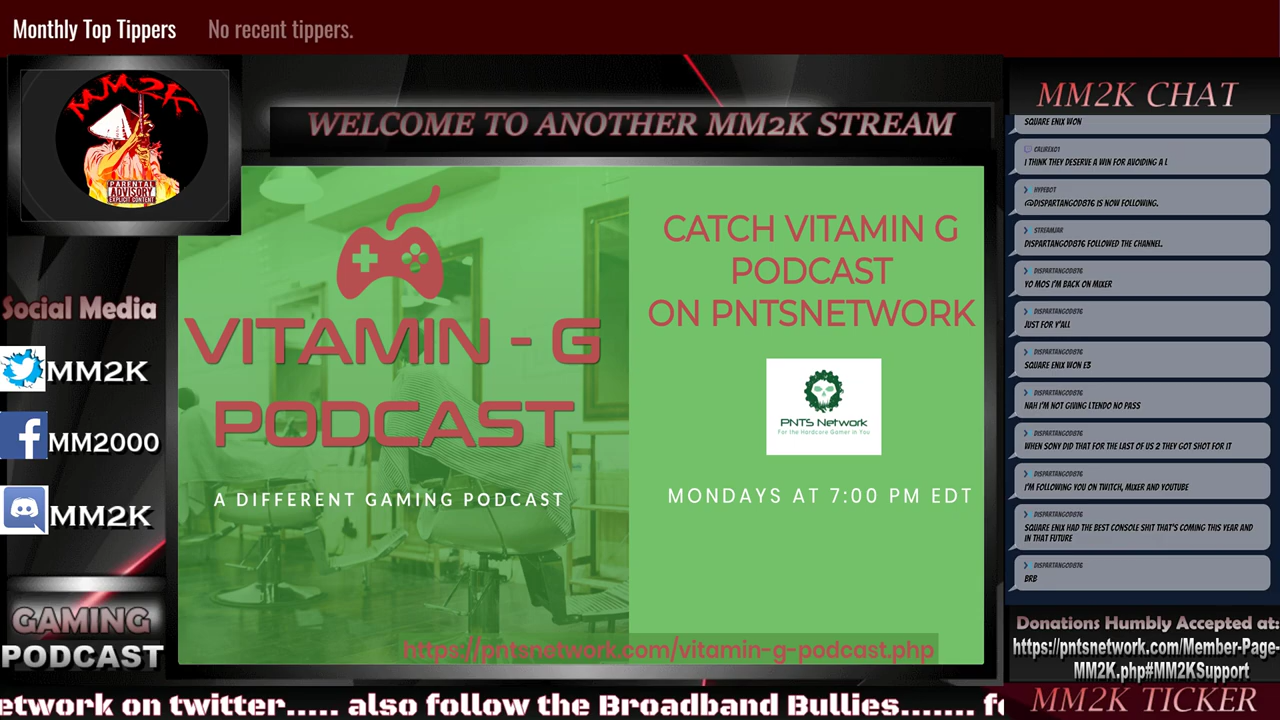 Monthly Top Tippers
No recent tippers.
MM2K
PARENTAL
ADVISORY
EXPLICIT CONTENT
WELCOME TO ANOTHER MM2K STREAM
Social Media
MM2K
MM2000
MM2K
GAMING
PODCAST
VITAMIN - G
PODCAST
A DIFFERENT GAMING PODCAST
CATCH VITAMIN G
PODCAST
ON PNTSNETWORK
PNTS Network
For the Hardcore Gamer in You
MONDAYS AT 7:00 PM EDT
https://pntsnetwork.com/vitamin-g-podcast.php
MM2K CHAT
SQUARE ENIX WON
CALIREX01
I THINK THEY DESERVE A WIN FOR AVOIDING A L
HYPEBOT
@DISPARTANGOD876 IS NOW FOLLOWING.
STREAMJAR
DISPARTANGOD876 FOLLOWED THE CHANNEL.
DISPARTANGOD876
YO MOS I'M BACK ON MIXER
DISPARTANGOD876
JUST FOR Y'ALL
DISPARTANGOD876
SQUARE ENIX WON E3
DISPARTANGOD876
NAH I'M NOT GIVING LTENDO NO PASS
DISPARTANGOD876
WHEN SONY DID THAT FOR THE LAST OF US 2 THEY GOT SHOT FOR IT
DISPARTANGOD876
I'M FOLLOWING YOU ON TWITCH, MIXER AND YOUTUBE
DISPARTANGOD876
SQUARE ENIX HAD THE BEST CONSOLE SHIT THAT'S COMING THIS YEAR AND
IN THAT FUTURE
DISPARTANGOD876
BRB
Donations Humbly Accepted at:
https://pntsnetwork.com/Member-Page-
MM2K.php#MM2KSupport
etwork on twitter..... also follow the Broadband Bullies....... fo
MM2K TICKER